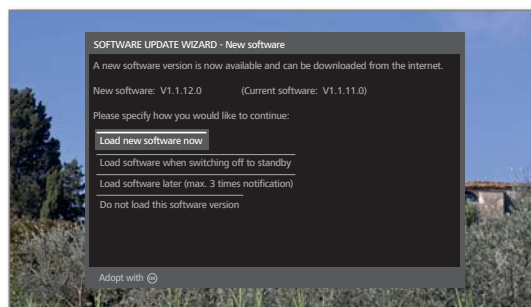 SOFTWARE UPDATE WIZARD - New software
A new software version is now available and can be downloaded from the internet.
New software: V1.1.12.0 (Current software: V1.1.11.0)
Please specify how you would like to continue:
Load new software now
Load software when switching off to standby
Load software later (max. 3 times notification)
Do not load this software version
Adopt with OK